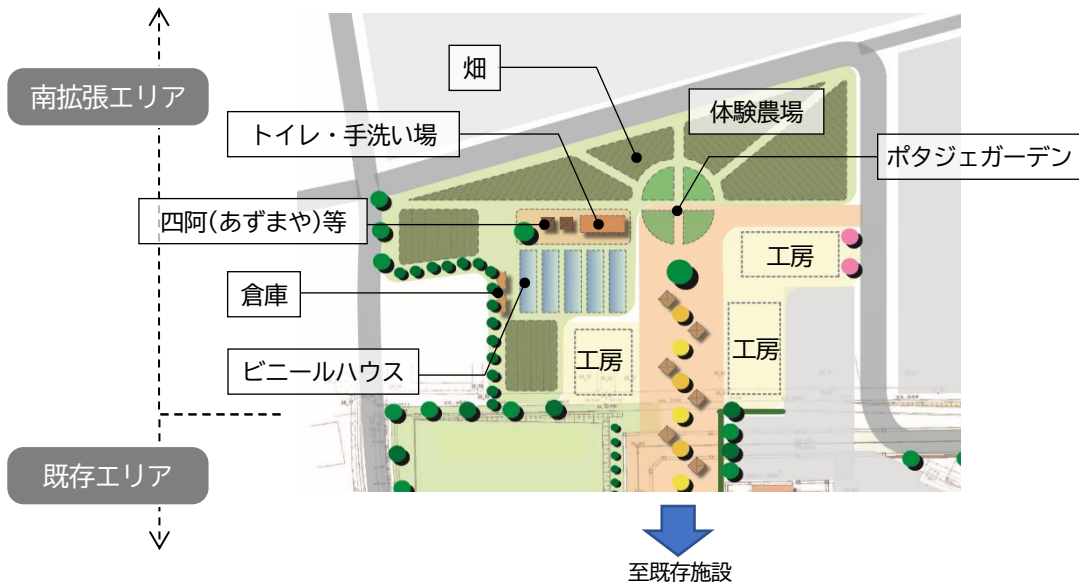 畑
南拡張エリア
体験農場
トイレ・手洗い場
ポタジェガーデン
四阿(あずまや)等
工房
倉庫
工房
工房
ビニールハウス
既存エリア
至既存施設